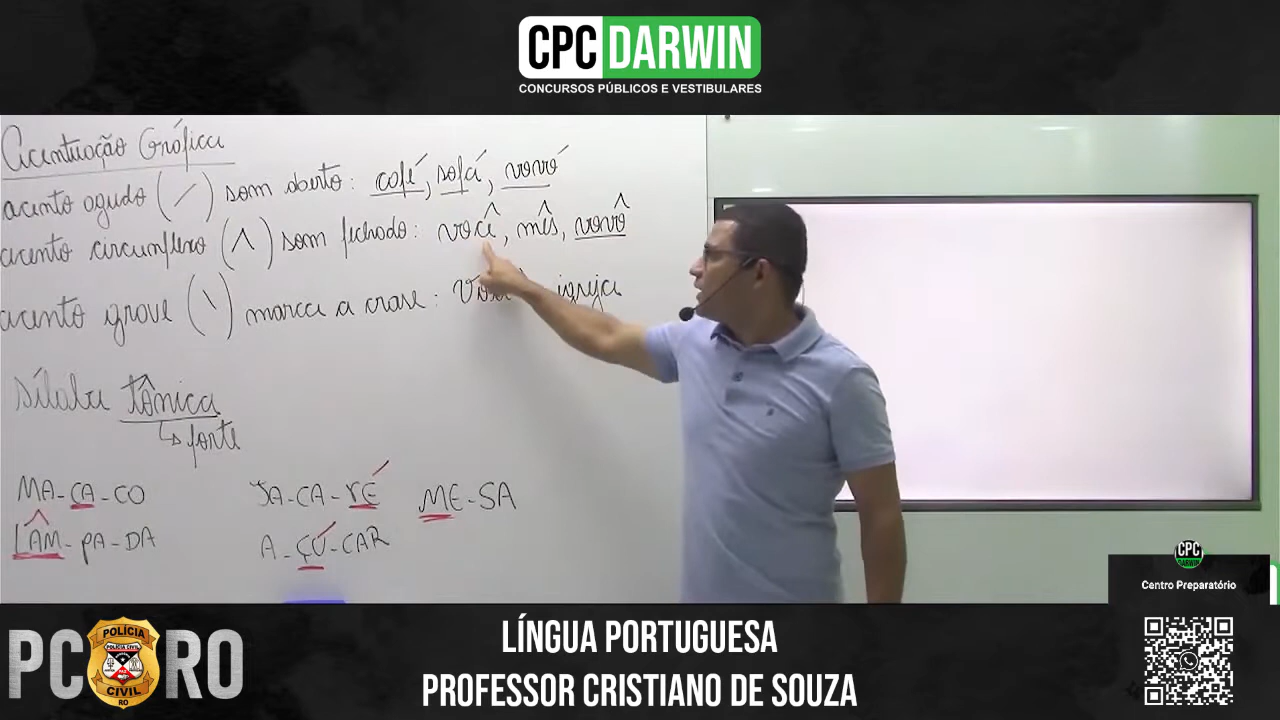 CPC DARWIN
CONCURSOS PÚBLICOS E VESTIBULARES
Acentuação Gráfica
acento agudo ( / ) som aberto: café, sofá, vovó
acento circunflexo ( ^ ) som fechado: você, mês, vovô
acento grave ( \ ) marca a crase: igreja
Sílaba tônica
↳ forte
MA-CA-CO JA-CA-RÉ ME-SA
LÂM-PA-DA A-ÇÚ-CAR
CPC
DARWIN
Centro Preparatório
PC RO
POLÍCIA
POLÍCIA CIVIL
CIVIL
RO
LÍNGUA PORTUGUESA
PROFESSOR CRISTIANO DE SOUZA